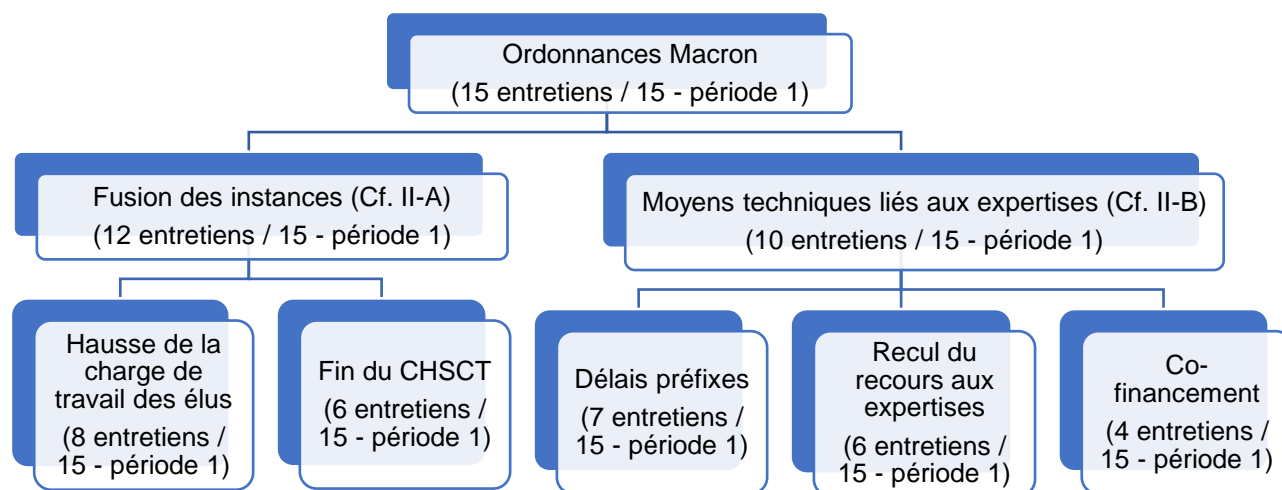 Ordonnances Macron
(15 entretiens / 15 - période 1)
Fusion des instances (Cf. II-A)
(12 entretiens / 15 - période 1)
Moyens techniques liés aux expertises (Cf. II-B)
(10 entretiens / 15 - période 1)
Hausse de la
charge de
travail des élus
(8 entretiens /
15 - période 1)
Fin du CHSCT
(6 entretiens /
15 - période 1)
Délais préfixes
(7 entretiens /
15 - période 1)
Recul du
recours aux
expertises
(6 entretiens /
15 - période 1)
Co-
financement
(4 entretiens /
15 - période 1)